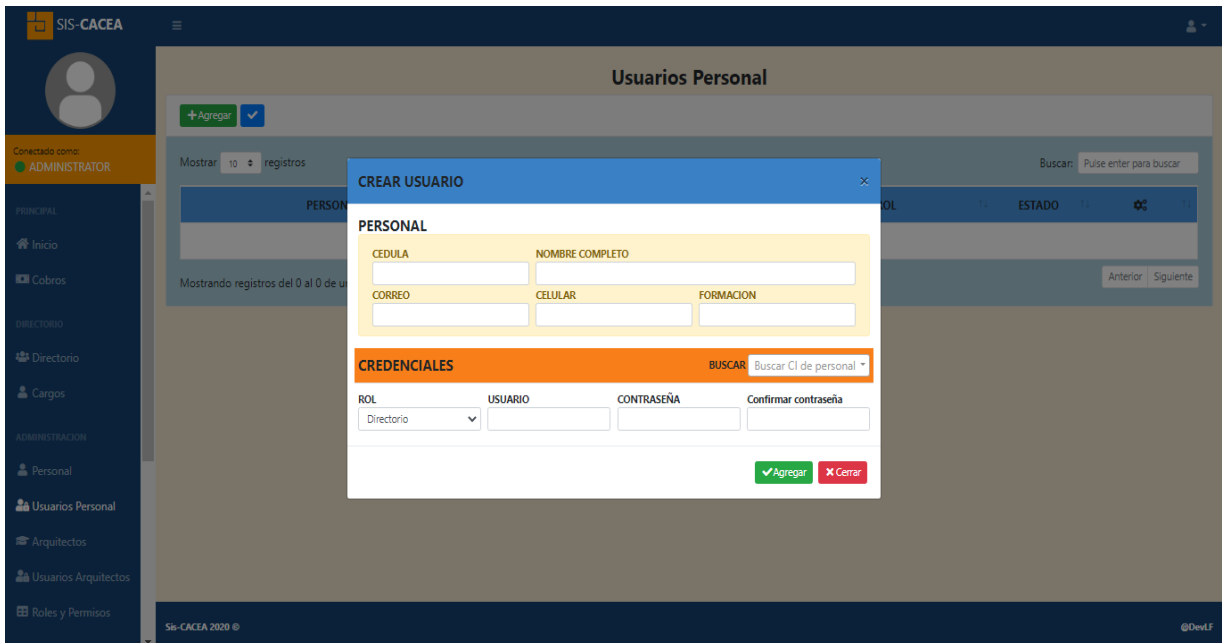 SIS-CACEA
Usuarios Personal
Agregar
Conectado como:
ADMINISTRATOR
Mostrar 10 registros
Buscar: Pulse enter para buscar
PERSON
ROL
ESTADO
Mostrando registros del 0 al 0 de u
Anterior Siguiente
PRINCIPAL
Inicio
Cobros
DIRECTORIO
Directorio
Cargos
ADMINISTRACION
Personal
Usuarios Personal
Arquitectos
Usuarios Arquitectos
Roles y Permisos
CREAR USUARIO ×
PERSONAL
CEDULA NOMBRE COMPLETO
CORREO CELULAR FORMACION
CREDENCIALES BUSCAR Buscar CI de personal
ROL USUARIO CONTRASEÑA Confirmar contraseña
Directorio
Agregar Cerrar
Sis-CACEA 2020 © @DevLF